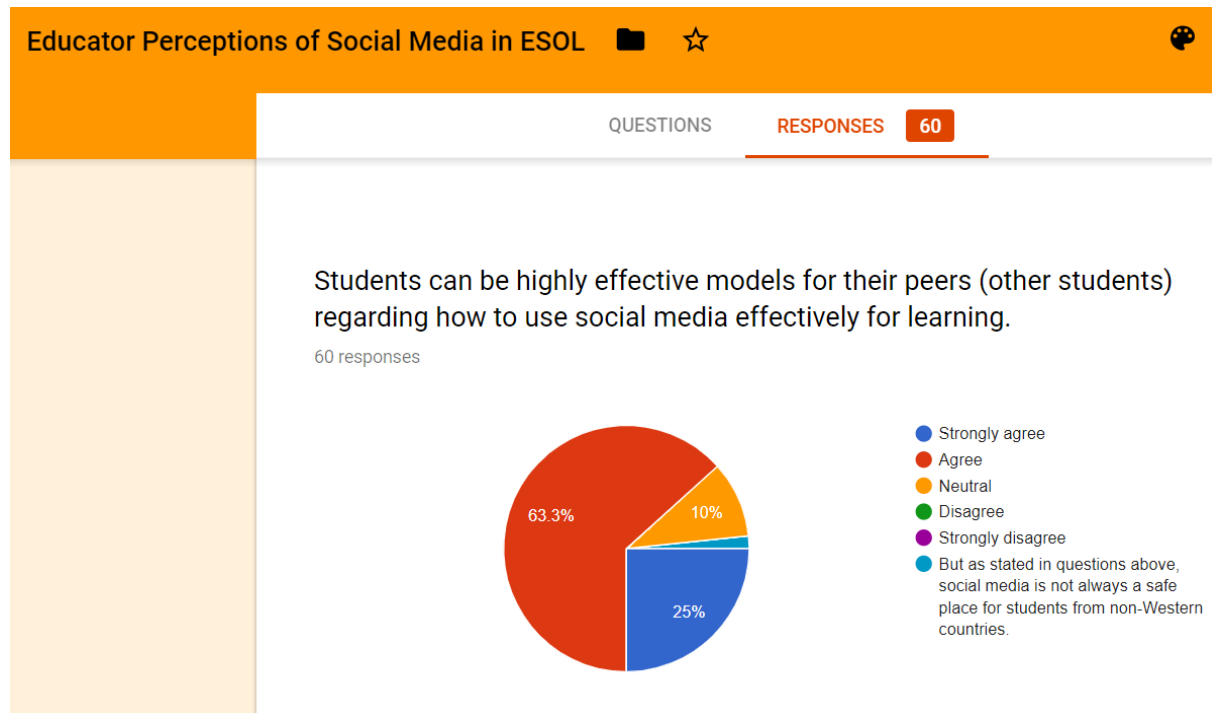 Educator Perceptions of Social Media in ESOL
QUESTIONS
RESPONSES 60
Students can be highly effective models for their peers (other students)
regarding how to use social media effectively for learning.
60 responses
63.3%
10%
25%
Strongly agree
Agree
Neutral
Disagree
Strongly disagree
But as stated in questions above,
social media is not always a safe
place for students from non-Western
countries.